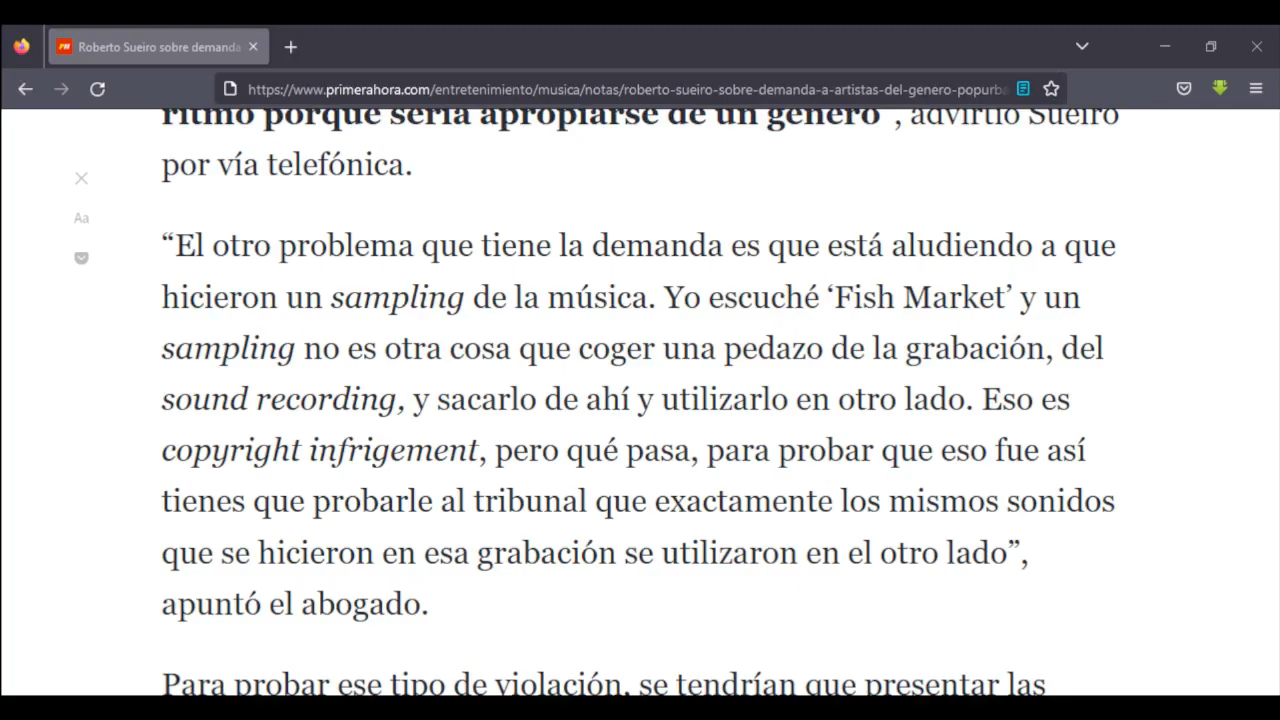 Roberto Sueiro sobre demanda
https://www.primerahora.com/entretenimiento/musica/notas/roberto-sueiro-sobre-demanda-a-artistas-del-genero-popurba
ritmo porque sería apropiarse de un género”, advirtió Sueiro
por vía telefónica.
Aa
“El otro problema que tiene la demanda es que está aludiendo a que
hicieron un sampling de la música. Yo escuché ‘Fish Market’ y un
sampling no es otra cosa que coger una pedazo de la grabación, del
sound recording, y sacarlo de ahí y utilizarlo en otro lado. Eso es
copyright infrigement, pero qué pasa, para probar que eso fue así
tienes que probarle al tribunal que exactamente los mismos sonidos
que se hicieron en esa grabación se utilizaron en el otro lado”,
apuntó el abogado.
Para probar ese tipo de violación, se tendrían que presentar las